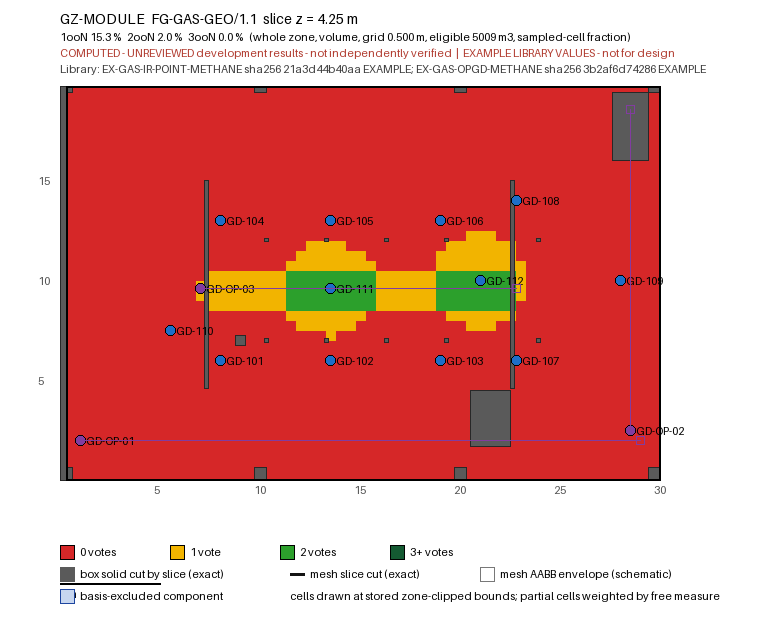 GZ-MODULE FG-GAS-GEO/1.1 slice z = 4.25 m
1ooN 15.3 % 2ooN 2.0 % 3ooN 0.0 % (whole zone, volume, grid 0.500 m, eligible 5009 m3, sampled-cell fraction)
COMPUTED - UNREVIEWED development results - not independently verified | EXAMPLE LIBRARY VALUES - not for design
Library: EX-GAS-IR-POINT-METHANE sha256 21a3d44b40aa EXAMPLE; EX-GAS-OPGD-METHANE sha256 3b2af6d74286 EXAMPLE
15
GD-108
GD-104
GD-105
GD-106
10
GD-112
GD-109
GD-OP-03
GD-111
GD-110
5
GD-101
GD-102
GD-103
GD-107
GD-OP-02
GD-OP-01
5
10
15
20
25
30
0 votes
1 vote
2 votes
3+ votes
box solid cut by slice (exact)
mesh slice cut (exact)
mesh AABB envelope (schematic)
basis-excluded component
cells drawn at stored zone-clipped bounds; partial cells weighted by free measure